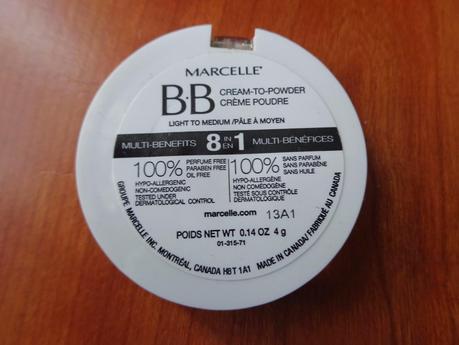 MARCELLE
BB
CREAM-TO-POWDER
CRÈME POUDRE
LIGHT TO MEDIUM /PÂLE À MOYEN
MULTI-BENEFITS 8 IN EN 1 MULTI-BÉNÉFICES
100% PERFUME FREE
PARABEN FREE
OIL FREE
HYPO-ALLERGENIC
NON-COMEDOGENIC
TESTED UNDER
DERMATOLOGICAL CONTROL
100% SANS PARFUM
SANS PARABÈNE
SANS HUILE
HYPO-ALLERGÈNE
NON COMÉDOGÈNE
TESTÉ SOUS CONTRÔLE
DERMATOLOGIQUE
marcelle.com 13A1
POIDS NET WT 0.14 OZ 4 g
01-315-71
GROUPE MARCELLE INC. MONTRÉAL, CANADA H8T 1A1 MADE IN CANADA/FABRIQUÉ AU CANADA